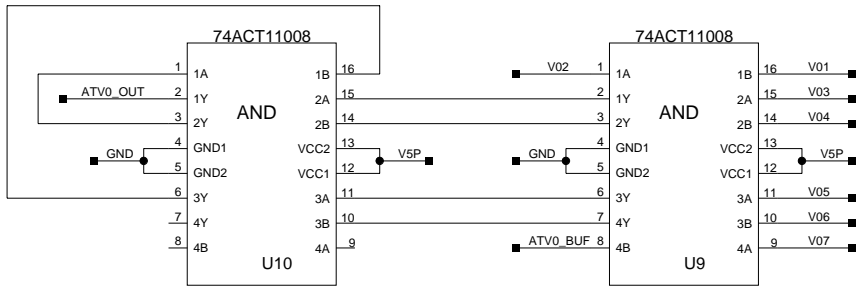 74ACT11008 74ACT11008
1 1A 1B 16 V02 1 1A 1B 16 V01
ATV0_OUT 2 1Y 2A 15 2 1Y 2A 15 V03
AND AND
3 2Y 2B 14 3 2Y 2B 14 V04
4 GND1 VCC2 13 4 GND1 VCC2 13
GND V5P GND V5P
5 GND2 VCC1 12 5 GND2 VCC1 12
6 3Y 3A 11 6 3Y 3A 11 V05
7 4Y 3B 10 7 4Y 3B 10 V06
8 4B 4A 9 ATV0_BUF 8 4B 4A 9 V07
U10 U9